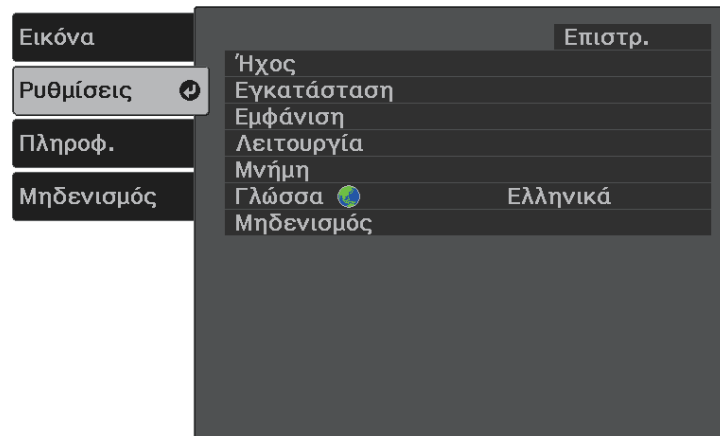 Εικόνα
Ρυθμίσεις
Πληροφ.
Μηδενισμός
Επιστρ.
Ήχος
Εγκατάσταση
Εμφάνιση
Λειτουργία
Μνήμη
Γλώσσα Ελληνικά
Μηδενισμός